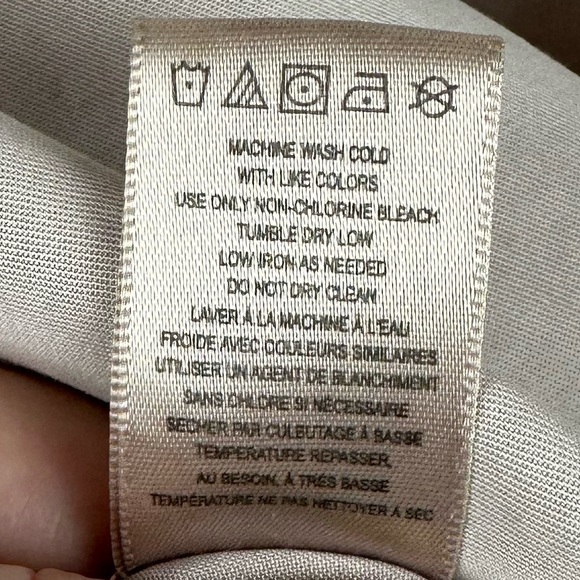 MACHINE WASH COLD
WITH LIKE COLORS
USE ONLY NON-CHLORINE BLEACH
TUMBLE DRY LOW
LOW IRON AS NEEDED
DO NOT DRY CLEAN
LAVER À LA MACHINE À L'EAU
FROIDE AVEC COULEURS SIMILAIRES
UTILISER UN AGENT DE BLANCHIMENT
SANS CHLORE SI NÉCESSAIRE
SÉCHER PAR CULBUTAGE À BASSE
TEMPÉRATURE REPASSER,
AU BESOIN, À TRÈS BASSE
TEMPÉRATURE NE PAS NETTOYER À SEC